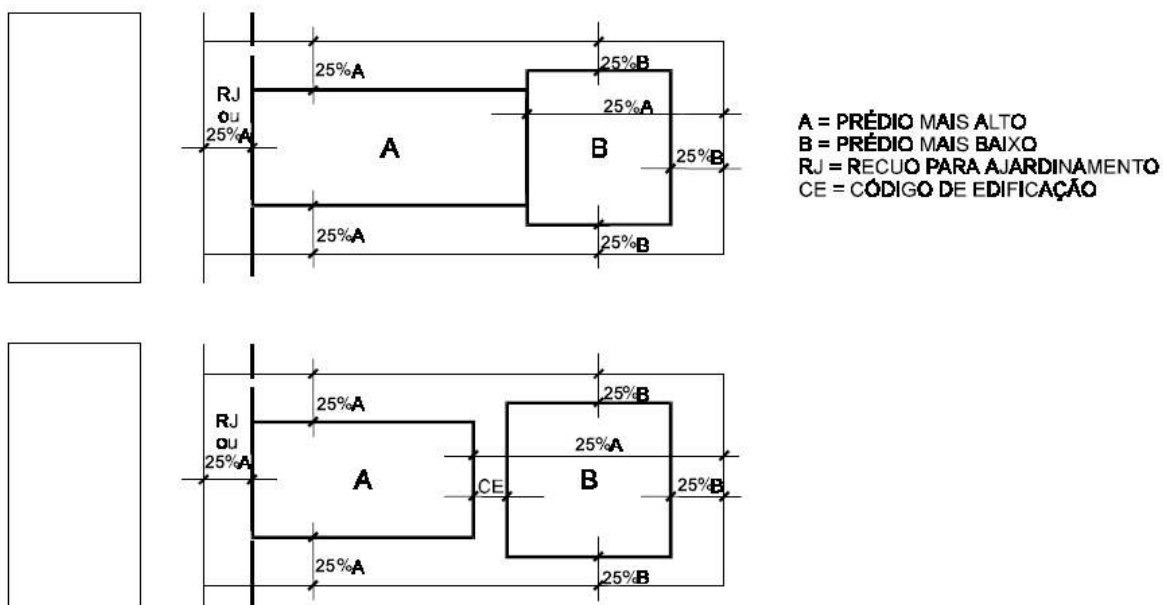 25%A
25%B
RJ
ou
25%A
25%A
A
B
25%B
25%A
25%B
A = PRÉDIO MAIS ALTO
B = PRÉDIO MAIS BAIXO
RJ = RECUO PARA AJARDINAMENTO
CE = CÓDIGO DE EDIFICAÇÃO
25%A
25%B
RJ
ou
25%A
25%A
A
CE
B
25%B
25%A
25%B